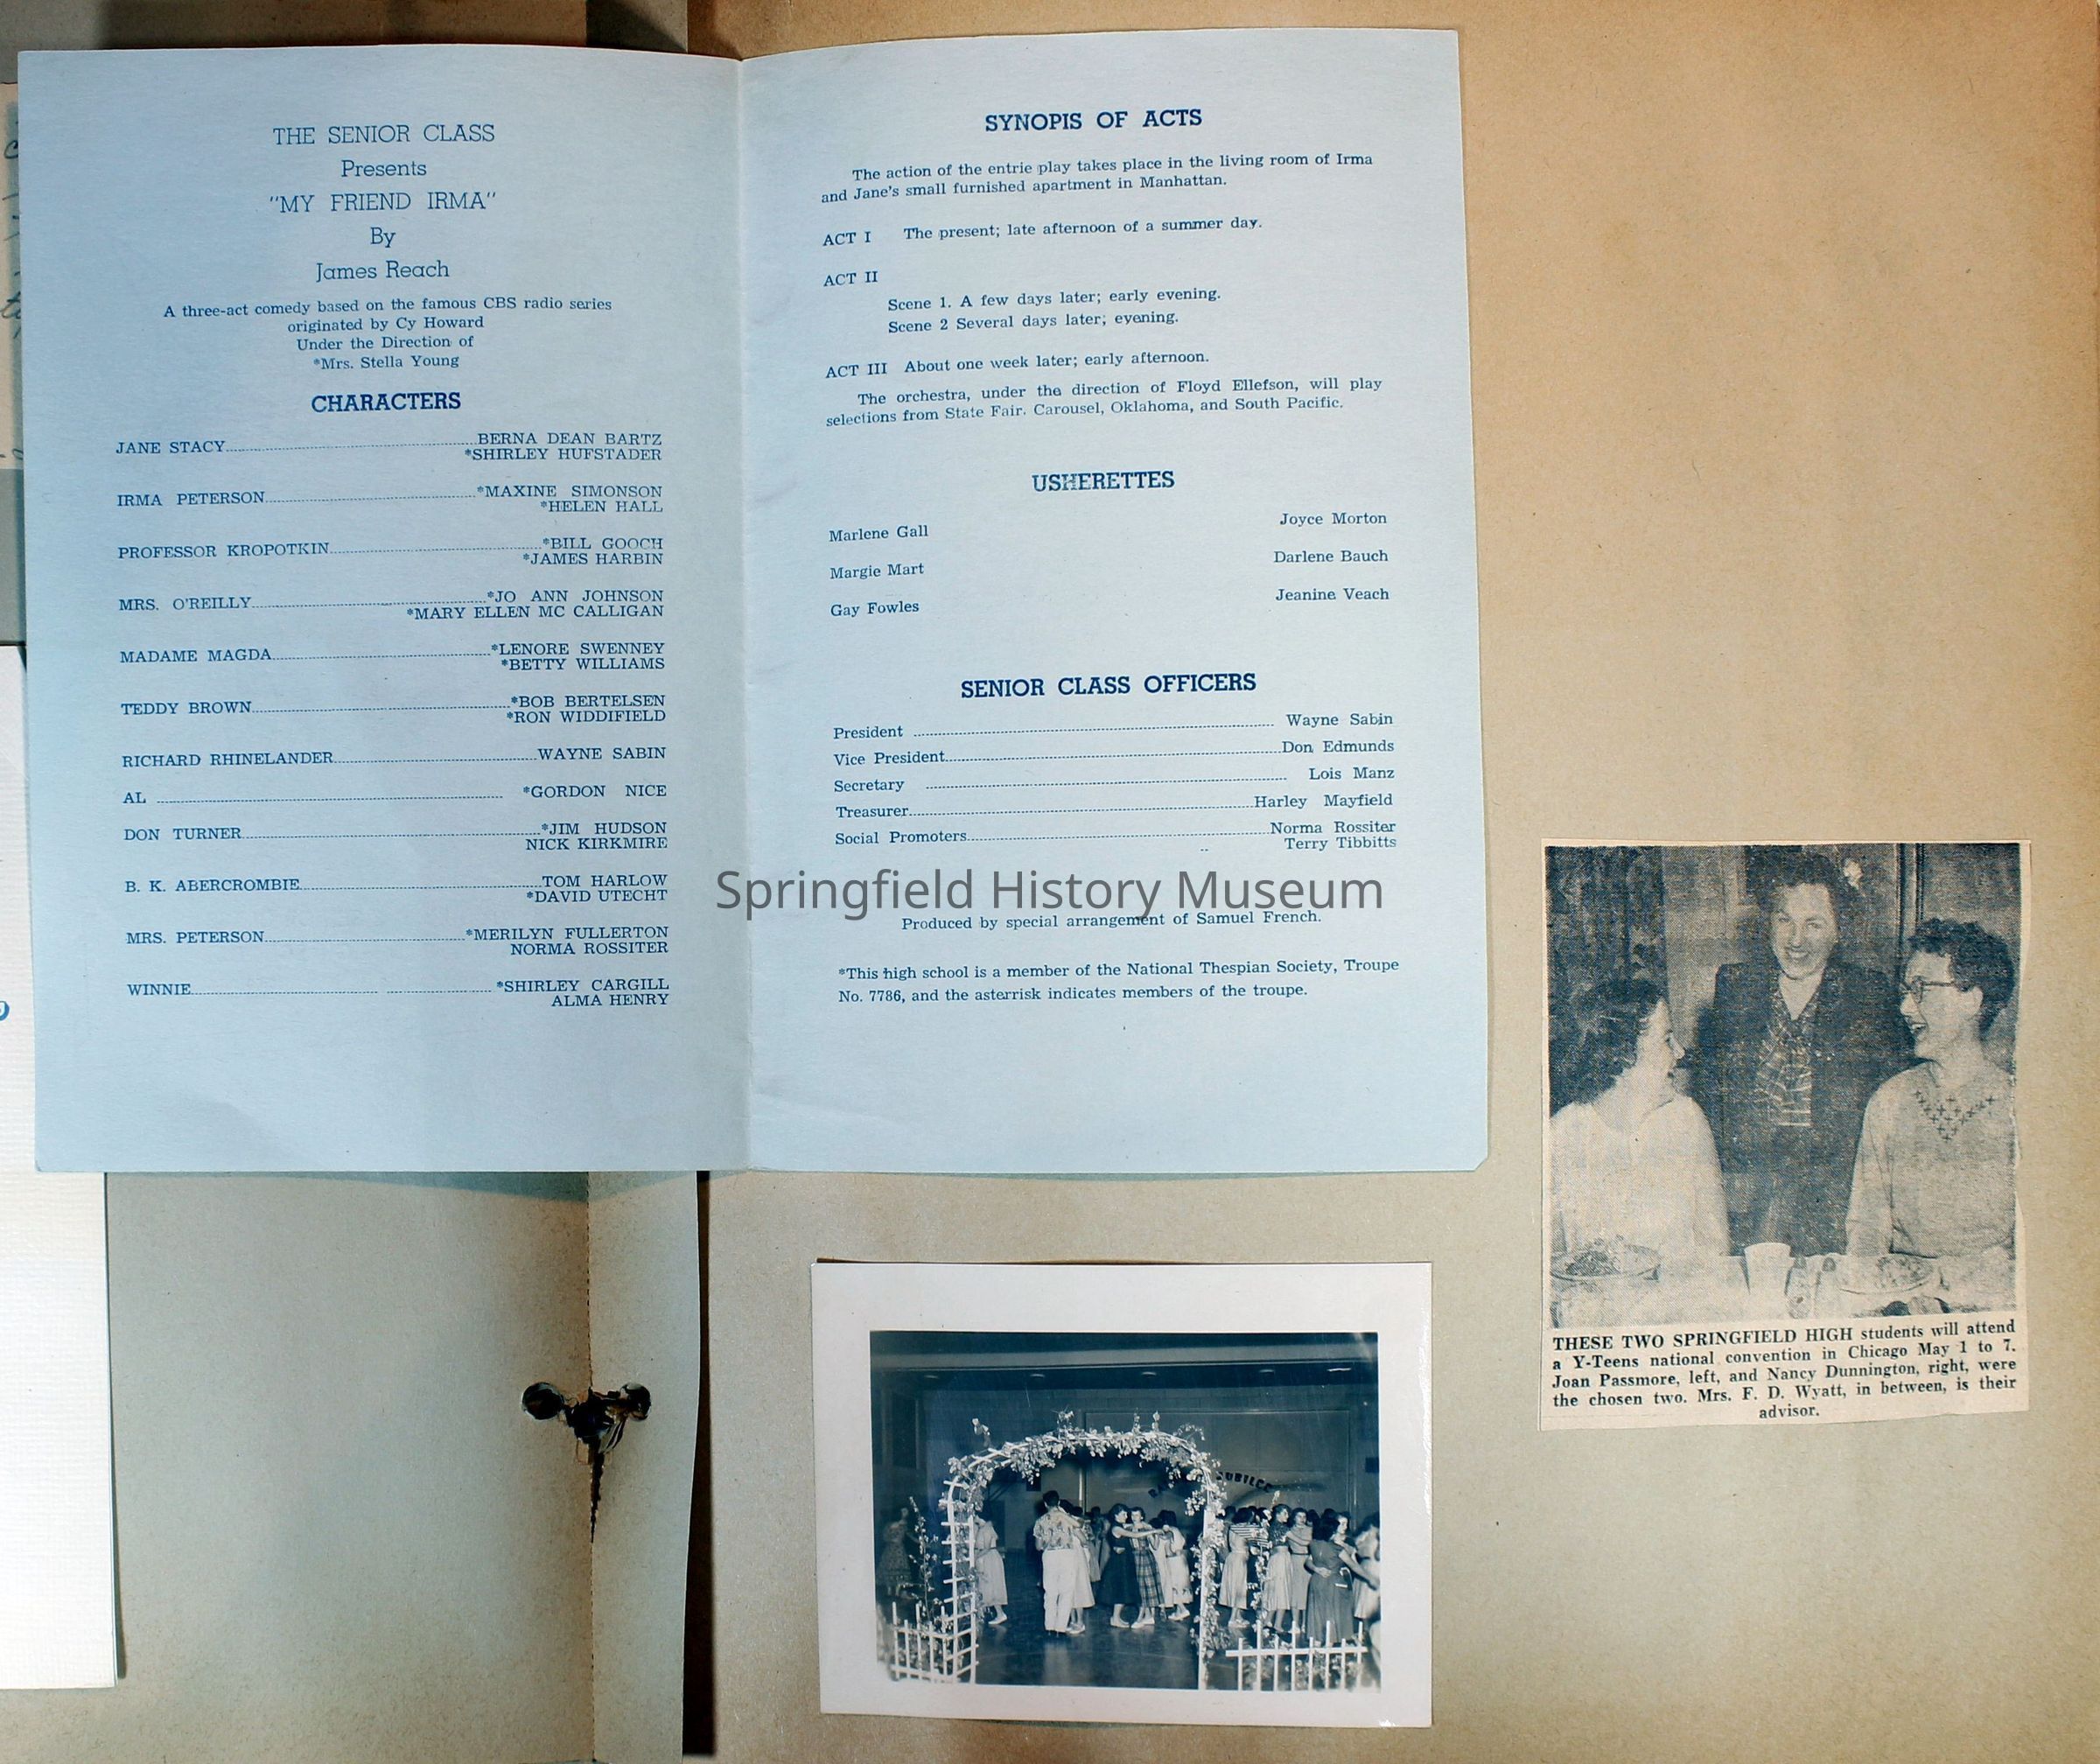 THE SENIOR CLASS
Presents
"MY FRIEND IRMA"
By
James Reach
A three-act comedy based on the famous CBS radio series
originated by Cy Howard
Under the Direction of
*Mrs. Stella Young
CHARACTERS
JANE STACY BERNA DEAN BARTZ
*SHIRLEY HUFSTADER
IRMA PETERSON *MAXINE SIMONSON
*HELEN HALL
PROFESSOR KROPOTKIN *BILL GOOCH
*JAMES HARBIN
MRS. O'REILLY *JO ANN JOHNSON
*MARY ELLEN MC CALLIGAN
MADAME MAGDA *LENORE SWENNEY
*BETTY WILLIAMS
TEDDY BROWN *BOB BERTELSEN
*RON WIDDIFIELD
RICHARD RHINELANDER WAYNE SABIN
AL *GORDON NICE
DON TURNER *JIM HUDSON
NICK KIRKMIRE
B. K. ABERCROMBIE TOM HARLOW
*DAVID UTECHT
MRS. PETERSON *MERILYN FULLERTON
NORMA ROSSITER
WINNIE *SHIRLEY CARGILL
ALMA HENRY
SYNOPIS OF ACTS
The action of the entrie play takes place in the living room of Irma
and Jane's small furnished apartment in Manhattan.
ACT I The present; late afternoon of a summer day.
ACT II
Scene 1. A few days later; early evening.
Scene 2 Several days later; evening.
ACT III About one week later; early afternoon.
The orchestra, under the direction of Floyd Ellefson, will play
selections from State Fair. Carousel, Oklahoma, and South Pacific.
USHERETTES
Marlene Gall Joyce Morton
Margie Mart Darlene Bauch
Gay Fowles Jeanine Veach
SENIOR CLASS OFFICERS
President Wayne Sabin
Vice President Don Edmunds
Secretary Lois Manz
Treasurer Harley Mayfield
Social Promoters Norma Rossiter
Terry Tibbitts
Springfield History Museum
Produced by special arrangement of Samuel French.
*This high school is a member of the National Thespian Society, Troupe
No. 7786, and the asterrisk indicates members of the troupe.
THESE TWO SPRINGFIELD HIGH students will attend
a Y-Teens national convention in Chicago May 1 to 7.
Joan Passmore, left, and Nancy Dunnington, right, were
the chosen two. Mrs. F. D. Wyatt, in between, is their
advisor.
JUBILEE